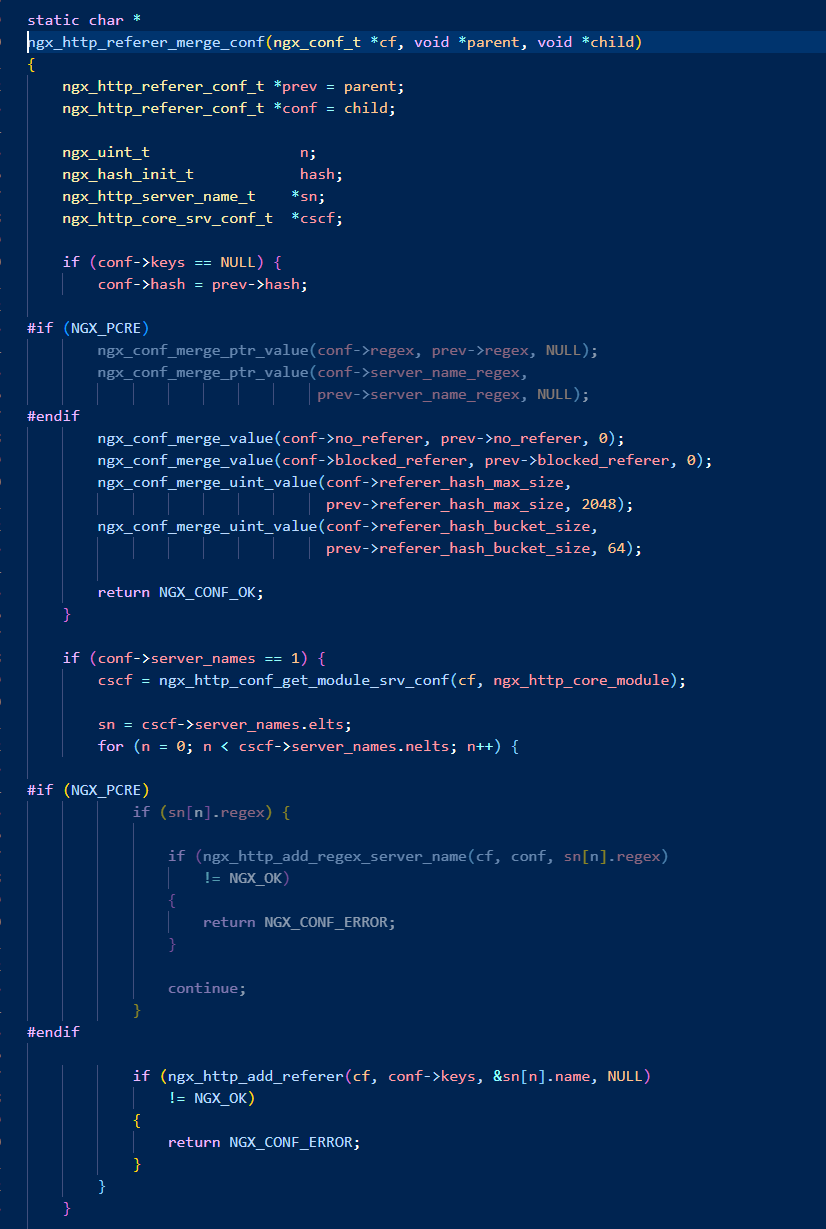 static char *
ngx_http_referer_merge_conf(ngx_conf_t *cf, void *parent, void *child)
{
    ngx_http_referer_conf_t *prev = parent;
    ngx_http_referer_conf_t *conf = child;

    ngx_uint_t                 n;
    ngx_hash_init_t            hash;
    ngx_http_server_name_t    *sn;
    ngx_http_core_srv_conf_t  *cscf;

    if (conf->keys == NULL) {
        conf->hash = prev->hash;

#if (NGX_PCRE)
        ngx_conf_merge_ptr_value(conf->regex, prev->regex, NULL);
        ngx_conf_merge_ptr_value(conf->server_name_regex,
                                 prev->server_name_regex, NULL);
#endif
        ngx_conf_merge_value(conf->no_referer, prev->no_referer, 0);
        ngx_conf_merge_value(conf->blocked_referer, prev->blocked_referer, 0);
        ngx_conf_merge_uint_value(conf->referer_hash_max_size,
                                  prev->referer_hash_max_size, 2048);
        ngx_conf_merge_uint_value(conf->referer_hash_bucket_size,
                                  prev->referer_hash_bucket_size, 64);

        return NGX_CONF_OK;
    }

    if (conf->server_names == 1) {
        cscf = ngx_http_conf_get_module_srv_conf(cf, ngx_http_core_module);

        sn = cscf->server_names.elts;
        for (n = 0; n < cscf->server_names.nelts; n++) {

#if (NGX_PCRE)
            if (sn[n].regex) {

                if (ngx_http_add_regex_server_name(cf, conf, sn[n].regex)
                    != NGX_OK)
                {
                    return NGX_CONF_ERROR;
                }

                continue;
            }
#endif

            if (ngx_http_add_referer(cf, conf->keys, &sn[n].name, NULL)
                != NGX_OK)
            {
                return NGX_CONF_ERROR;
            }
        }
    }